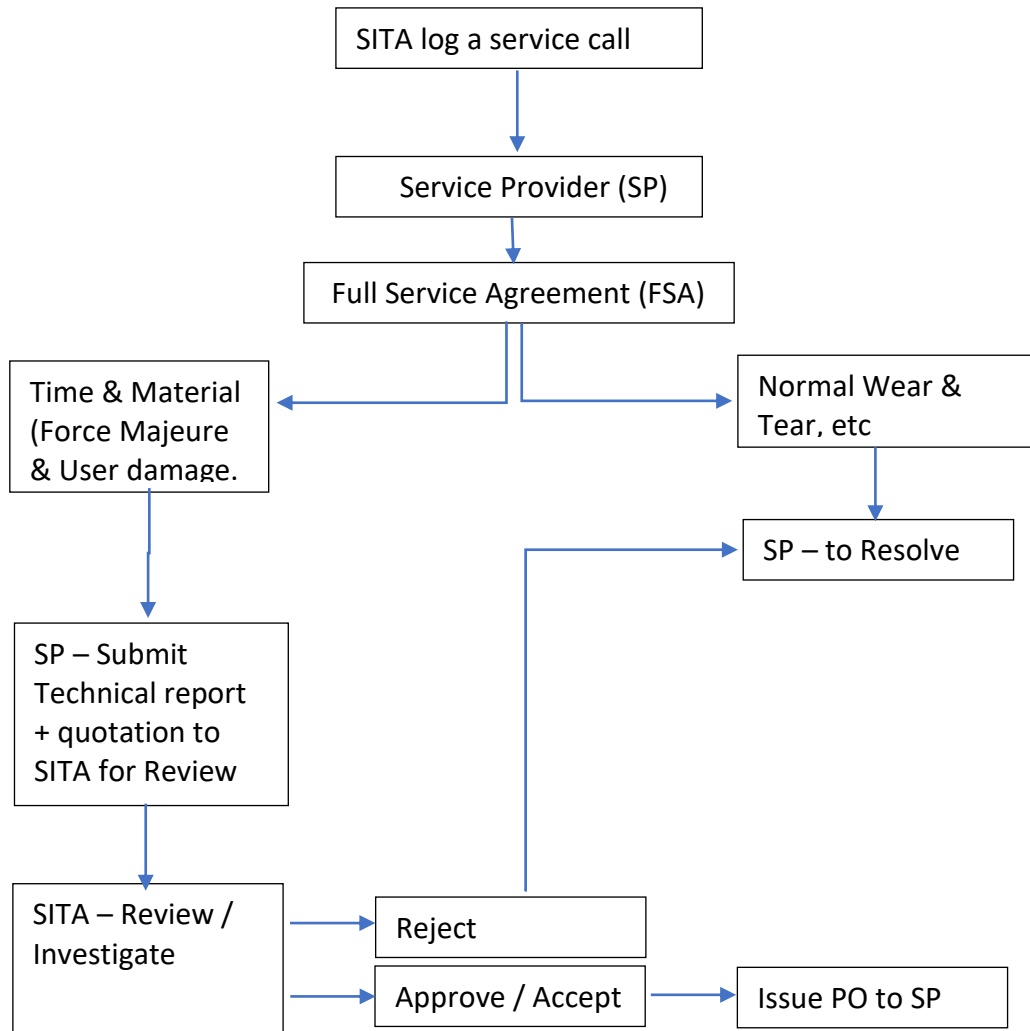 SITA log a service call
Service Provider (SP)
Full Service Agreement (FSA)
Time & Material
(Force Majeure
& User damage.
Normal Wear &
Tear, etc
SP – to Resolve
SP – Submit
Technical report
+ quotation to
SITA for Review
SITA – Review /
Investigate
Reject
Approve / Accept
Issue PO to SP